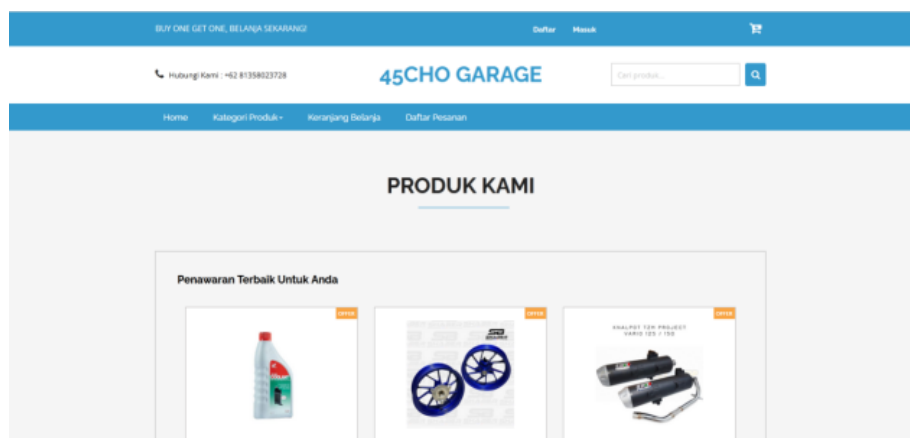 BUY ONE GET ONE, BELANJA SEKARANG!
Daftar Masuk
Hubungi Kami : +62 81358023728
45CHO GARAGE
Cari produk...
Home Kategori Produk Keranjang Belanja Daftar Pesanan
PRODUK KAMI
Penawaran Terbaik Untuk Anda
OFFER
OFFER
OFFER
KNALPOT TZM PROJECT
VARIO 125 / 150